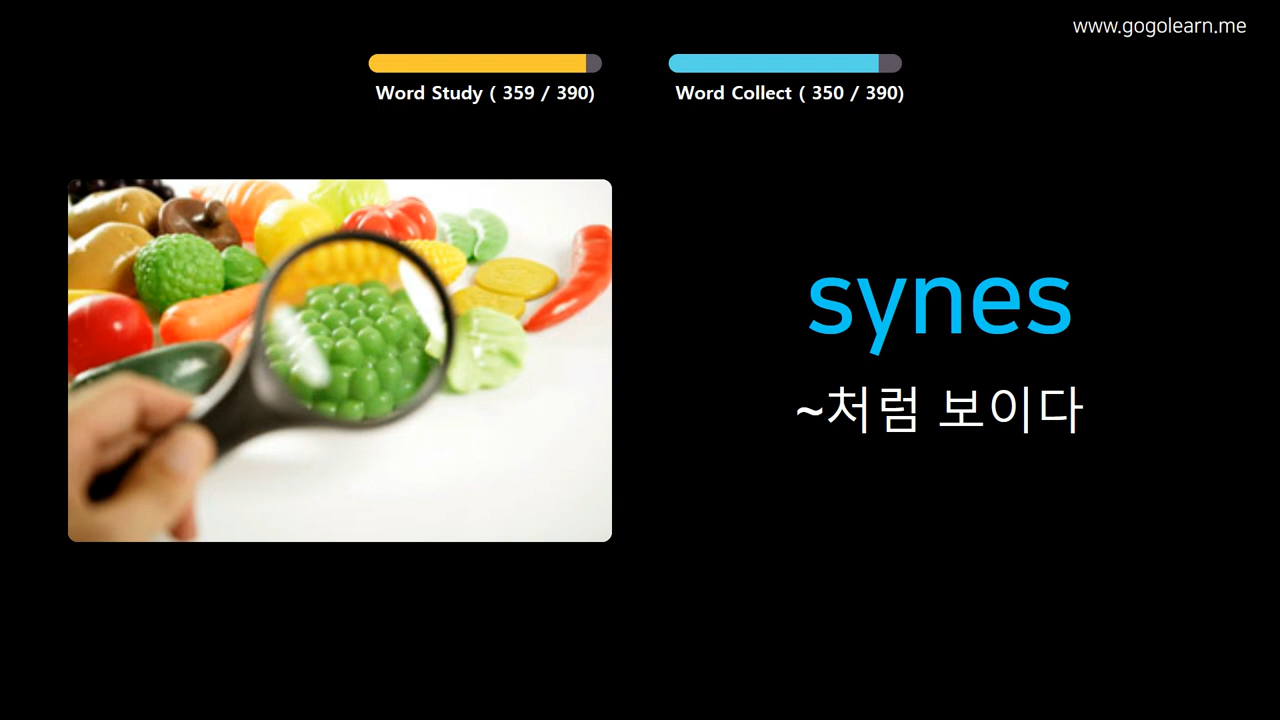 www.gogolearn.me
Word Study ( 359 / 390)
Word Collect ( 350 / 390)
synes
~처럼 보이다